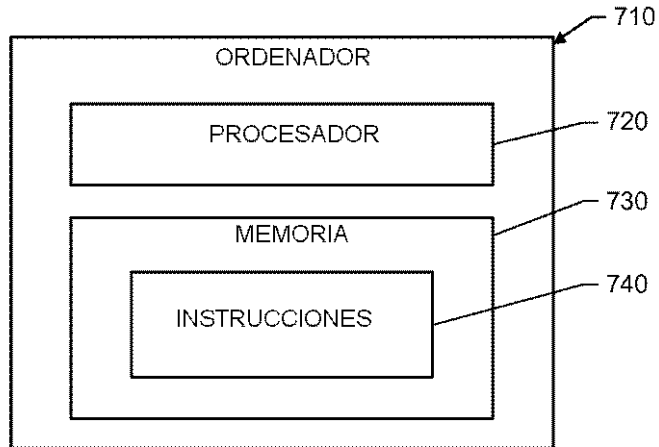 710
ORDENADOR
PROCESADOR
720
730
MEMORIA
740
INSTRUCCIONES